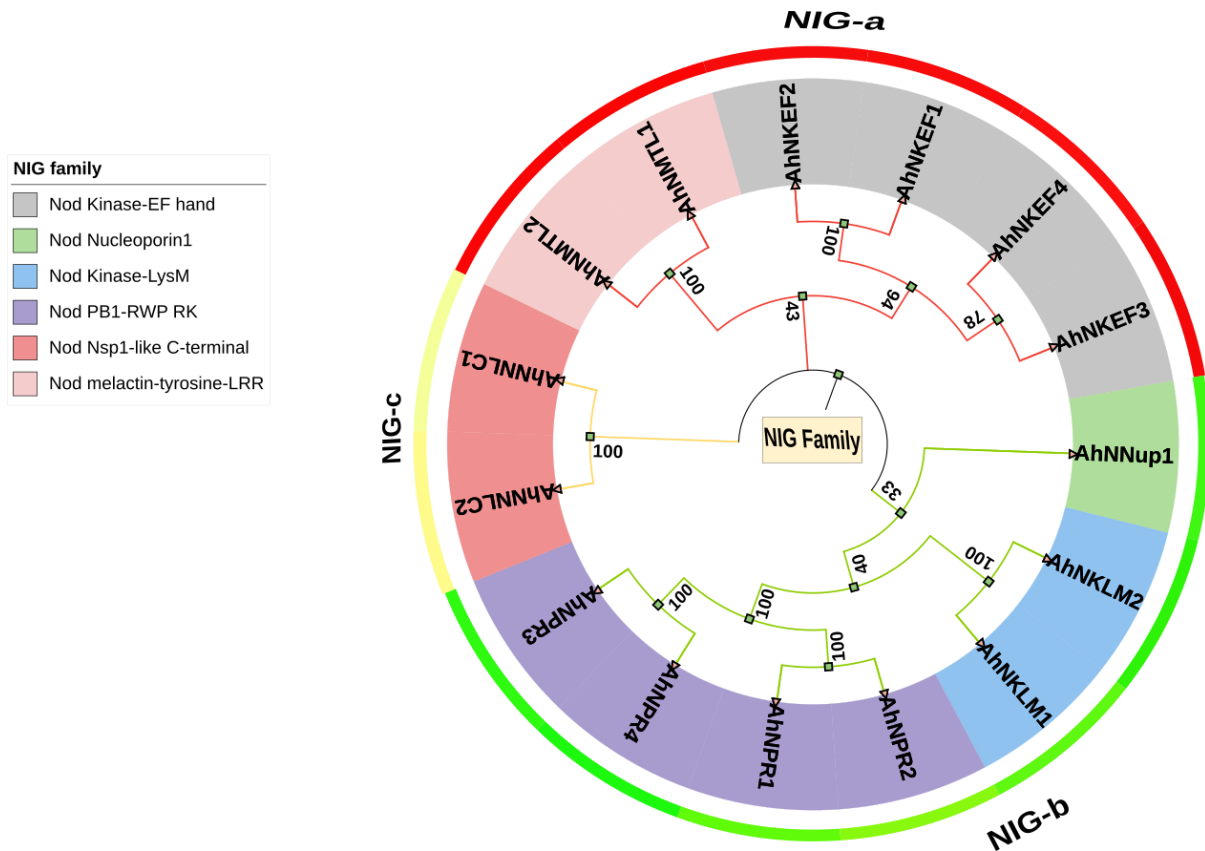 NIG-a
NIG family
Nod Kinase-EF hand
Nod Nucleoporin1
Nod Kinase-LysM
Nod PB1-RWP RK
Nod Nsp1-like C-terminal
Nod melactin-tyrosine-LRR
AhNKEF2
AhNKEF1
AhNKEF4
AhNKEF3
AhNMTL1
AhNMTL2
100
100
94
78
43
AhNNLC1
AhNNLC2
NIG-c
100
NIG Family
AhNNup1
33
40
100
AhNKLM2
AhNKLM1
100
100
100
AhNPR3
AhNPR4
AhNPR1
AhNPR2
NIG-b